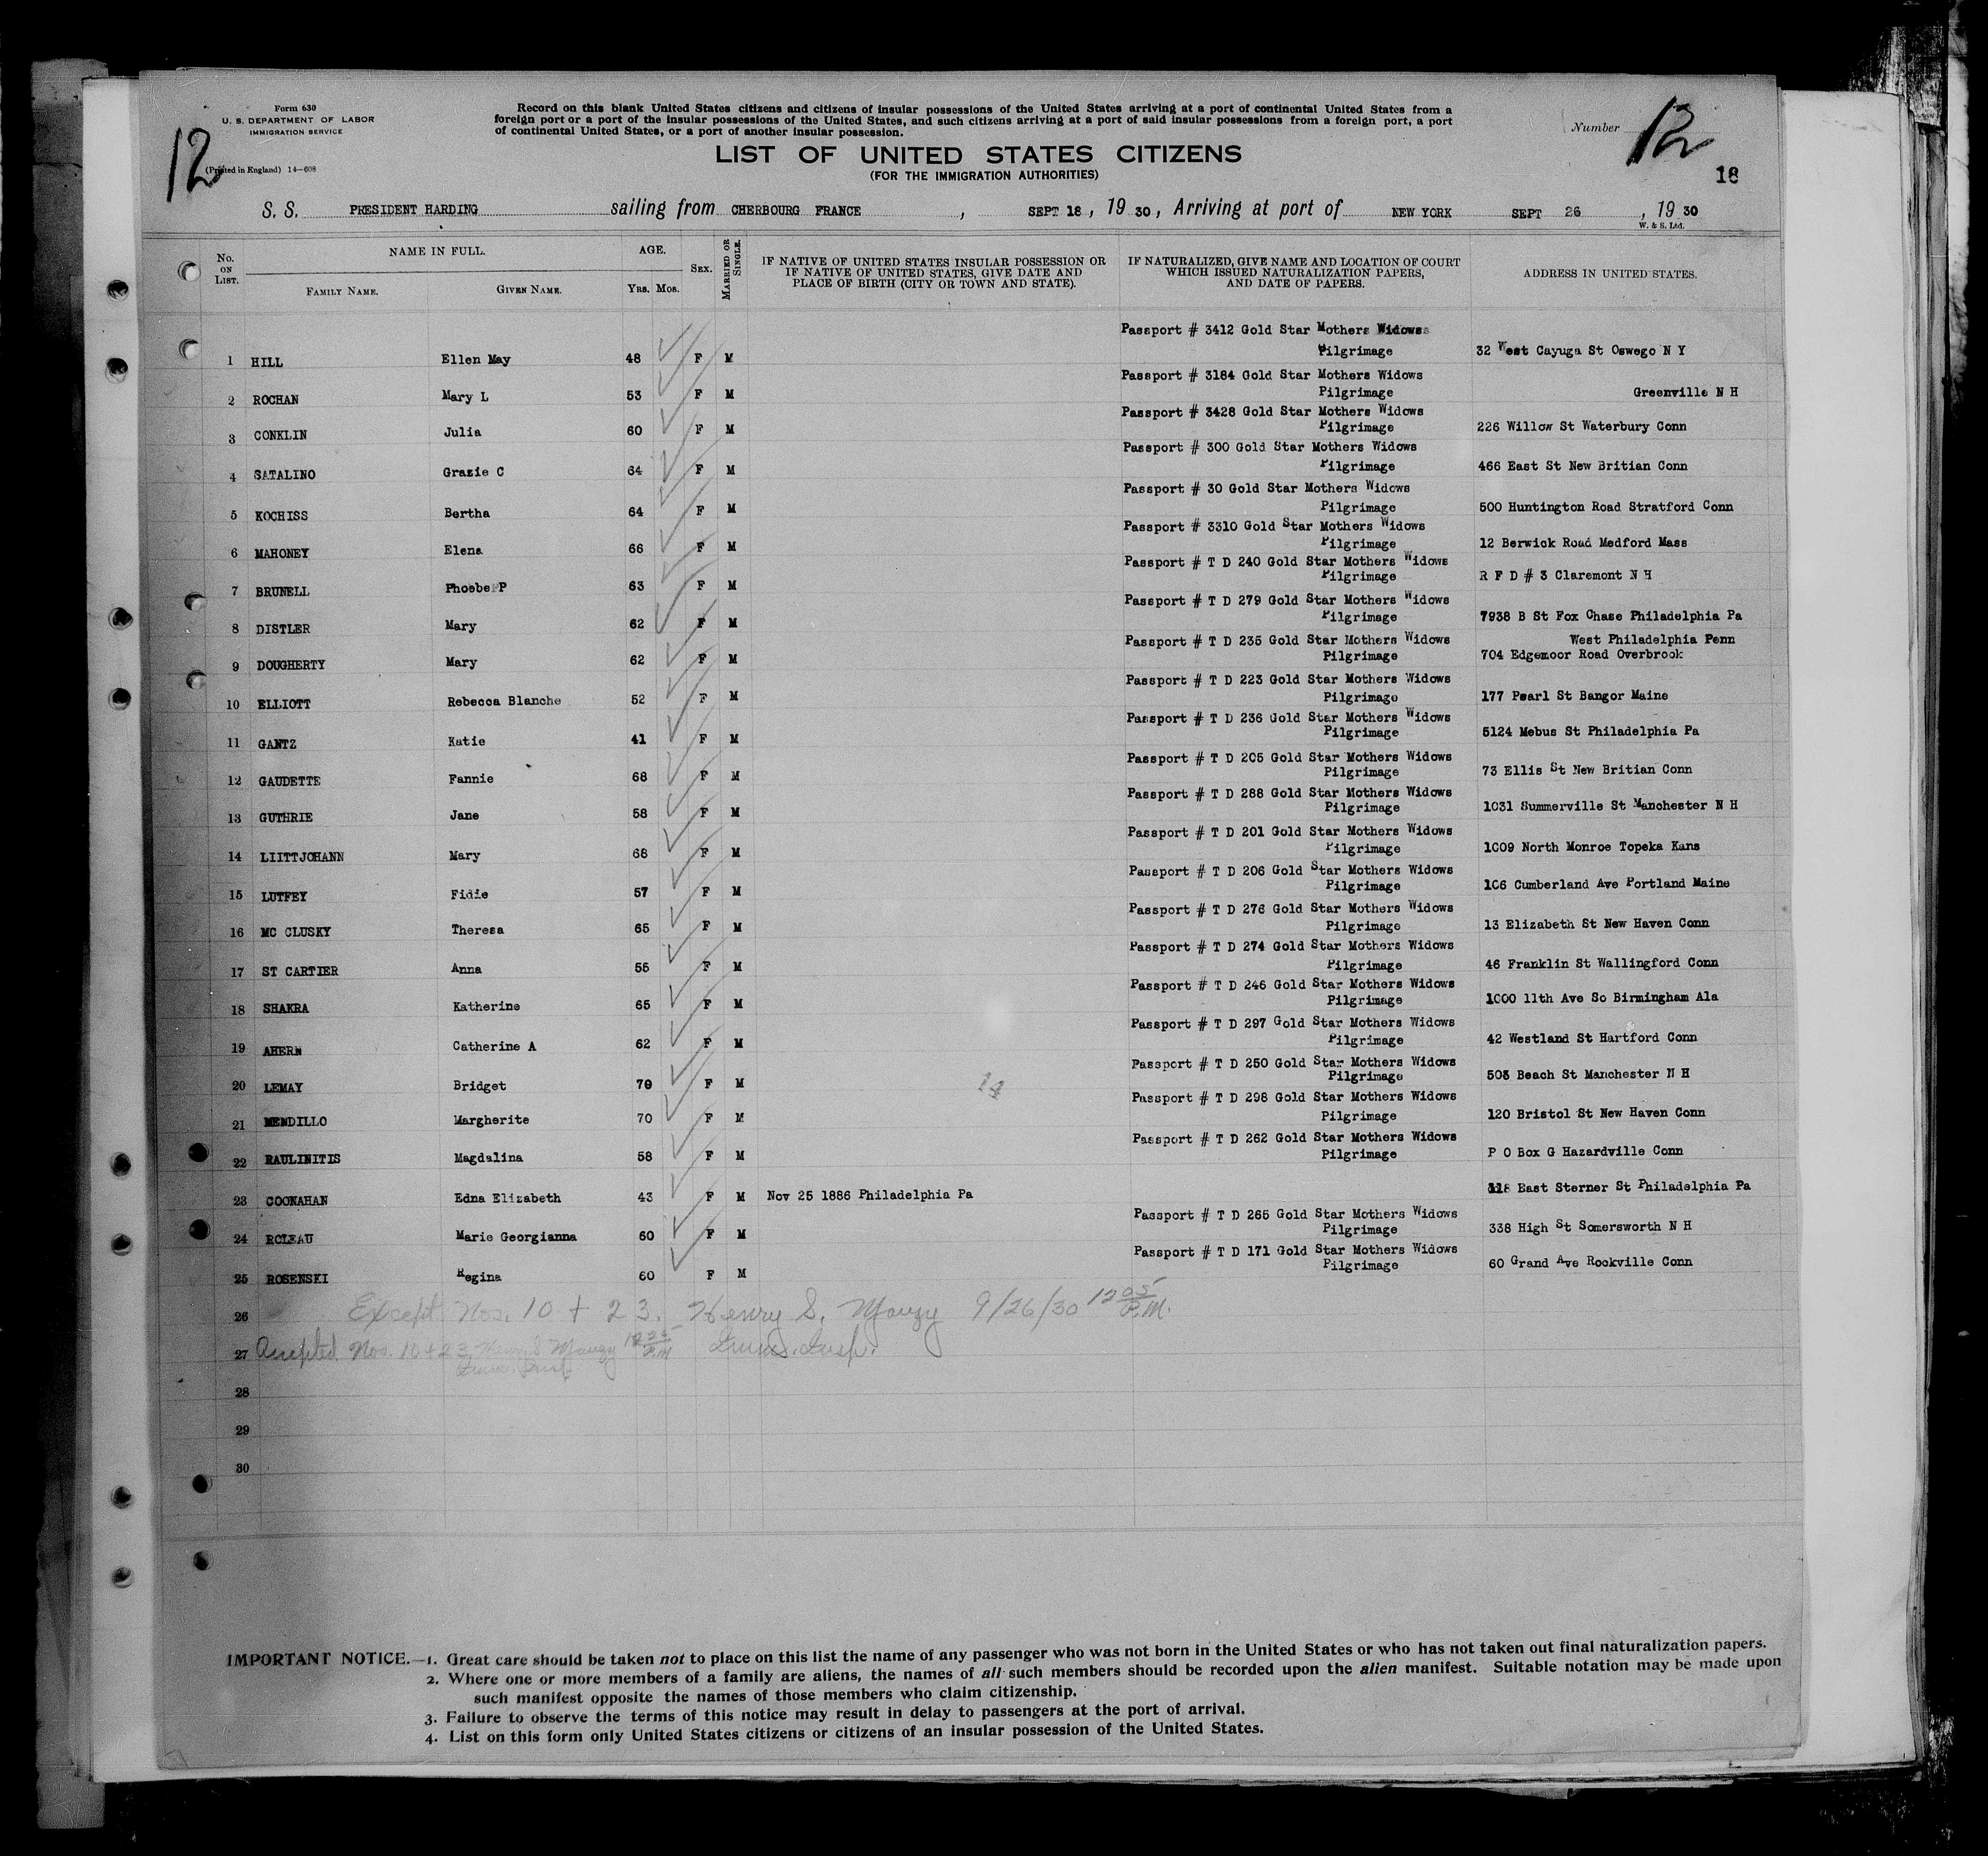 Form 630
U. S. DEPARTMENT OF LABOR
IMMIGRATION SERVICE
(Printed in England) 14—608
12
Record on this blank United States citizens and citizens of insular possessions of the United States arriving at a port of continental United States from a
foreign port or a port of the insular possessions of the United States, and such citizens arriving at a port of said insular possessions from a foreign port, a port
of continental United States, or a port of another insular possession.
LIST OF UNITED STATES CITIZENS
(FOR THE IMMIGRATION AUTHORITIES)
Number 12
18
S. S. PRESIDENT HARDING sailing from CHERBOURG FRANCE , SEPT 18 , 19 30 , Arriving at port of NEW YORK SEPT 26 , 19 30
W. & S. Ltd.
No. ON LIST. NAME IN FULL. AGE. SEX. MARRIED OR SINGLE. IF NATIVE OF UNITED STATES INSULAR POSSESSION OR IF NATIVE OF UNITED STATES, GIVE DATE AND PLACE OF BIRTH (CITY OR TOWN AND STATE). IF NATURALIZED, GIVE NAME AND LOCATION OF COURT WHICH ISSUED NATURALIZATION PAPERS, AND DATE OF PAPERS. ADDRESS IN UNITED STATES.
FAMILY NAME. GIVEN NAME. YRS. MOS.
Passport # 3412 Gold Star Mothers Widows
1 HILL Ellen May 48 F M Pilgrimage 32 West Cayuga St Oswego N Y
Passport # 3184 Gold Star Mothers Widows
2 ROCHAN Mary L 53 F M Pilgrimage Greenville N H
Passport # 3428 Gold Star Mothers Widows
3 CONKLIN Julia 60 F M Pilgrimage 226 Willow St Waterbury Conn
Passport # 300 Gold Star Mothers Widows
4 SATALINO Grazie C 64 F M Pilgrimage 466 East St New Britian Conn
Passport # 30 Gold Star Mothers Widows
5 KOCHISS Bertha 64 F M Pilgrimage 500 Huntington Road Stratford Conn
Passport # 3310 Gold Star Mothers Widows
6 MAHONEY Elena 66 F M Pilgrimage 12 Berwick Road Medford Mass
Passport # T D 240 Gold Star Mothers Widows
7 BRUNELL Phoebe P 63 F M Pilgrimage R F D # 3 Claremont N H
Passport # T D 279 Gold Star Mothers Widows
8 DISTLER Mary 62 F M Pilgrimage 7938 B St Fox Chase Philadelphia Pa
Passport # T D 235 Gold Star Mothers Widows West Philadelphia Penn
9 DOUGHERTY Mary 62 F M Pilgrimage 704 Edgemoor Road Overbrook
Passport # T D 223 Gold Star Mothers Widows
10 ELLIOTT Rebecca Blanche 52 F M Pilgrimage 177 Pearl St Bangor Maine
Passport # T D 236 Gold Star Mothers Widows
11 GANTZ Katie 41 F M Pilgrimage 5124 Mebus St Philadelphia Pa
Passport # T D 205 Gold Star Mothers Widows
12 GAUDETTE Fannie 68 F M Pilgrimage 73 Ellis St New Britian Conn
Passport # T D 288 Gold Star Mothers Widows
13 GUTHRIE Jane 58 F M Pilgrimage 1031 Summerville St Manchester N H
Passport # T D 201 Gold Star Mothers Widows
14 LIITTJOHANN Mary 68 F M Pilgrimage 1009 North Monroe Topeka Kans
Passport # T D 206 Gold Star Mothers Widows
15 LUTFEY Fidie 57 F M Pilgrimage 106 Cumberland Ave Portland Maine
Passport # T D 276 Gold Star Mothers Widows
16 MC CLUSKY Theresa 65 F M Pilgrimage 13 Elizabeth St New Haven Conn
Passport # T D 274 Gold Star Mothers Widows
17 ST CARTIER Anna 55 F M Pilgrimage 46 Franklin St Wallingford Conn
Passport # T D 246 Gold Star Mothers Widows
18 SHAKRA Katherine 65 F M Pilgrimage 1000 11th Ave So Birmingham Ala
Passport # T D 297 Gold Star Mothers Widows
19 AHERN Catherine A 62 F M Pilgrimage 42 Westland St Hartford Conn
Passport # T D 250 Gold Star Mothers Widows
20 LEMAY Bridget 70 F M Pilgrimage 503 Beach St Manchester N H
Passport # T D 298 Gold Star Mothers Widows
21 MENDILLO Margherite 70 F M Pilgrimage 120 Bristol St New Haven Conn
Passport # T D 262 Gold Star Mothers Widows
22 RAULINITIS Magdalina 58 F M Pilgrimage P O Box G Hazardville Conn
23 COONAHAN Edna Elizabeth 43 F M Nov 25 1886 Philadelphia Pa 118 East Sterner St Philadelphia Pa
Passport # T D 265 Gold Star Mothers Widows
24 ROLEAU Marie Georgianna 60 F M Pilgrimage 338 High St Somersworth N H
Passport # T D 171 Gold Star Mothers Widows
25 ROSENSKI Regina 60 F M Pilgrimage 60 Grand Ave Rockville Conn
26 Except Nos. 10 + 23. Henry S. Mauzy 9/26/30 12 05 P.M.
27 Accepted Nos. 10 + 23 Henry S Mauzy 12 25 P.M Immig. Insp.
Immig. Insp.
28
29
30
IMPORTANT NOTICE.—1. Great care should be taken not to place on this list the name of any passenger who was not born in the United States or who has not taken out final naturalization papers.
2. Where one or more members of a family are aliens, the names of all such members should be recorded upon the alien manifest. Suitable notation may be made upon
such manifest opposite the names of those members who claim citizenship.
3. Failure to observe the terms of this notice may result in delay to passengers at the port of arrival.
4. List on this form only United States citizens or citizens of an insular possession of the United States.